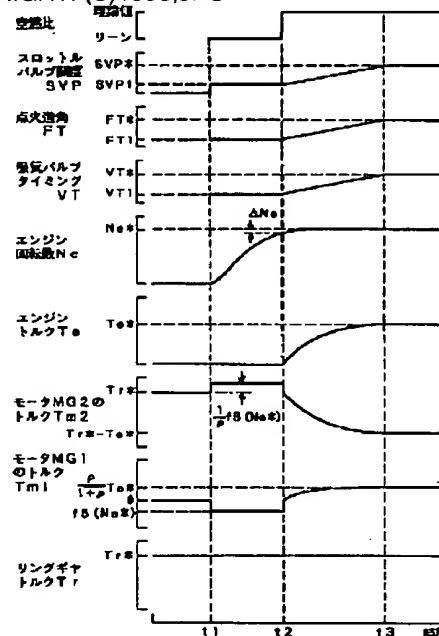 空燃比
理論値
リーン
スロットル
バルブ開度
SVP
SVP*
SVP1
点火進角
FT
FT*
FT1
吸気バルブ
タイミング
VT
VT*
VT1
エンジン
回転数Ne
Ne*
ΔNe
エンジン
トルクTe
Te*
モータMG2の
トルクTm2
Tr*
Tr*-Te*
1/ρ f8(Ne*)
モータMG1
のトルク
Tm1
ρ/1+ρ Te*
f8(Ne*)
リングギヤ
トルクTr
Tr*
t1 t2 t3 時間